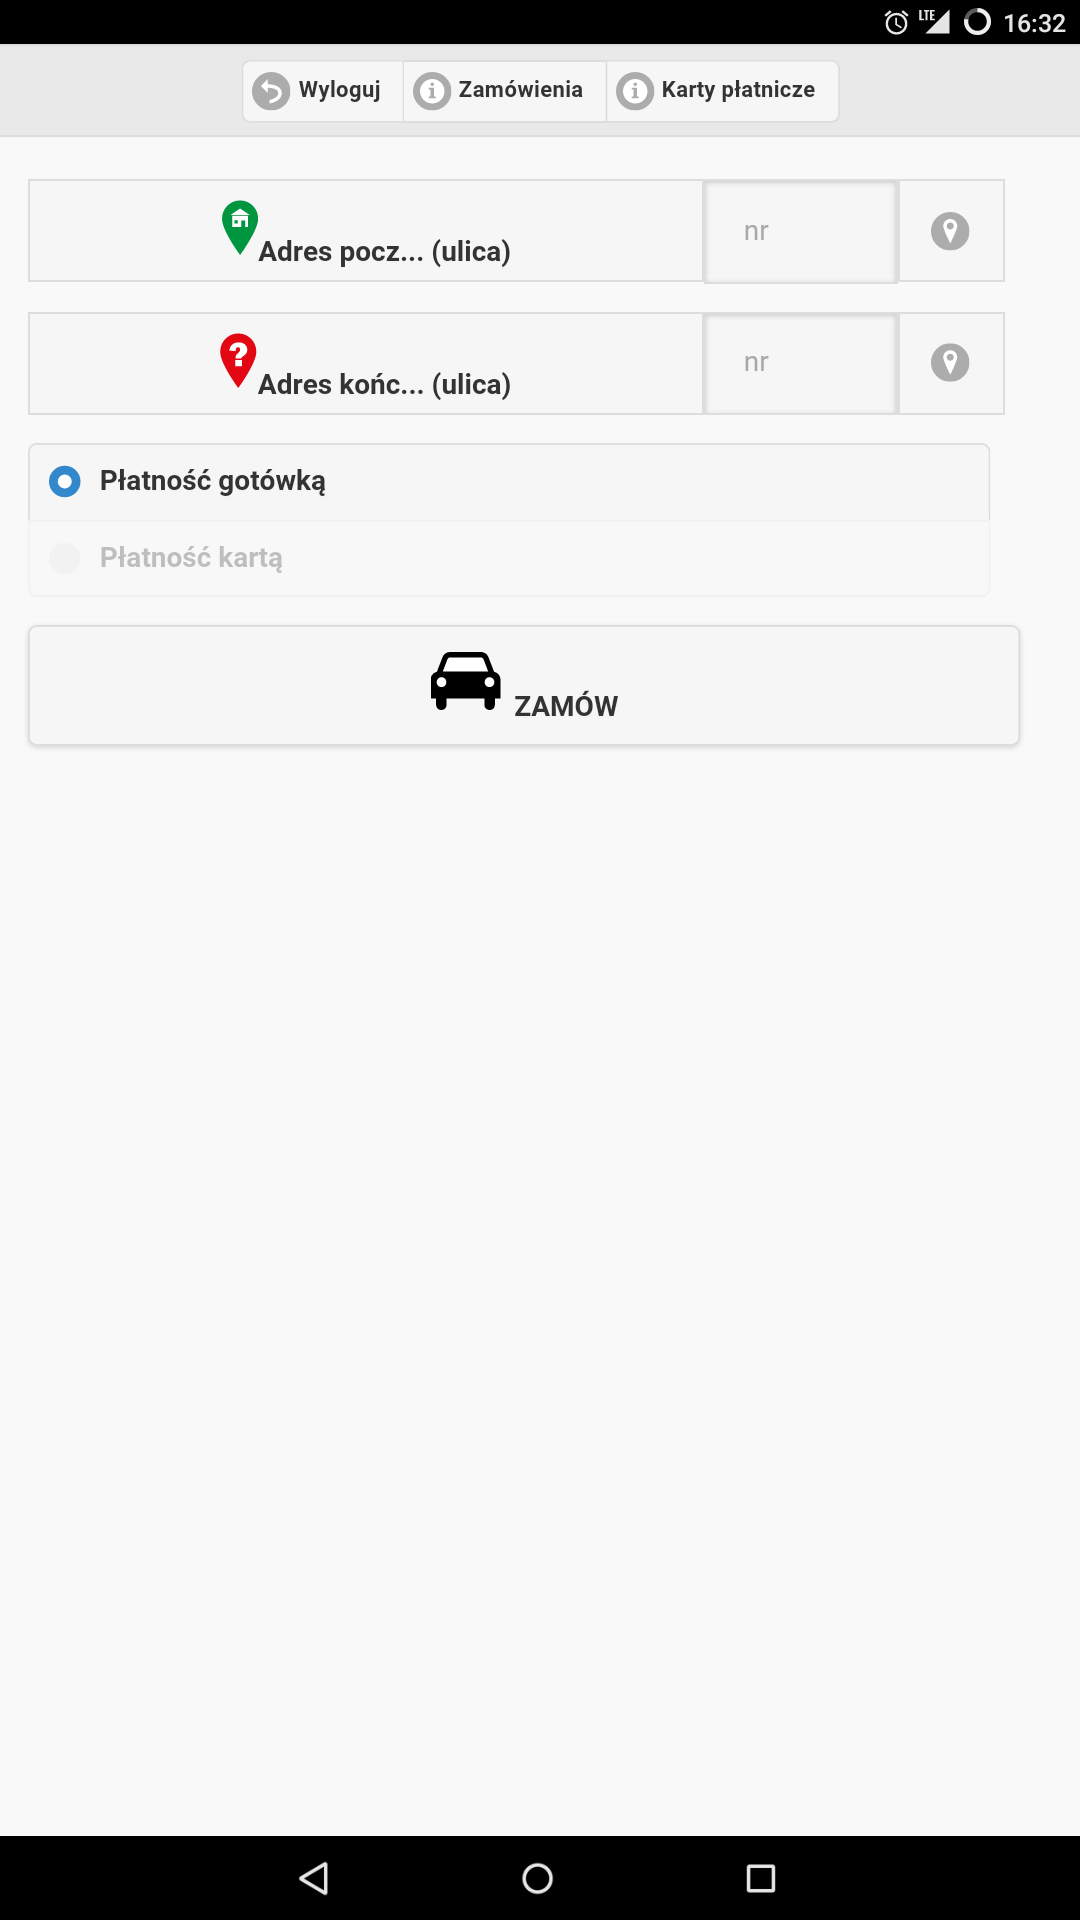 LTE 16:32
Wyloguj Zamówienia Karty płatnicze
Adres pocz... (ulica) nr
Adres końc... (ulica) nr
Płatność gotówką
Płatność kartą
ZAMÓW